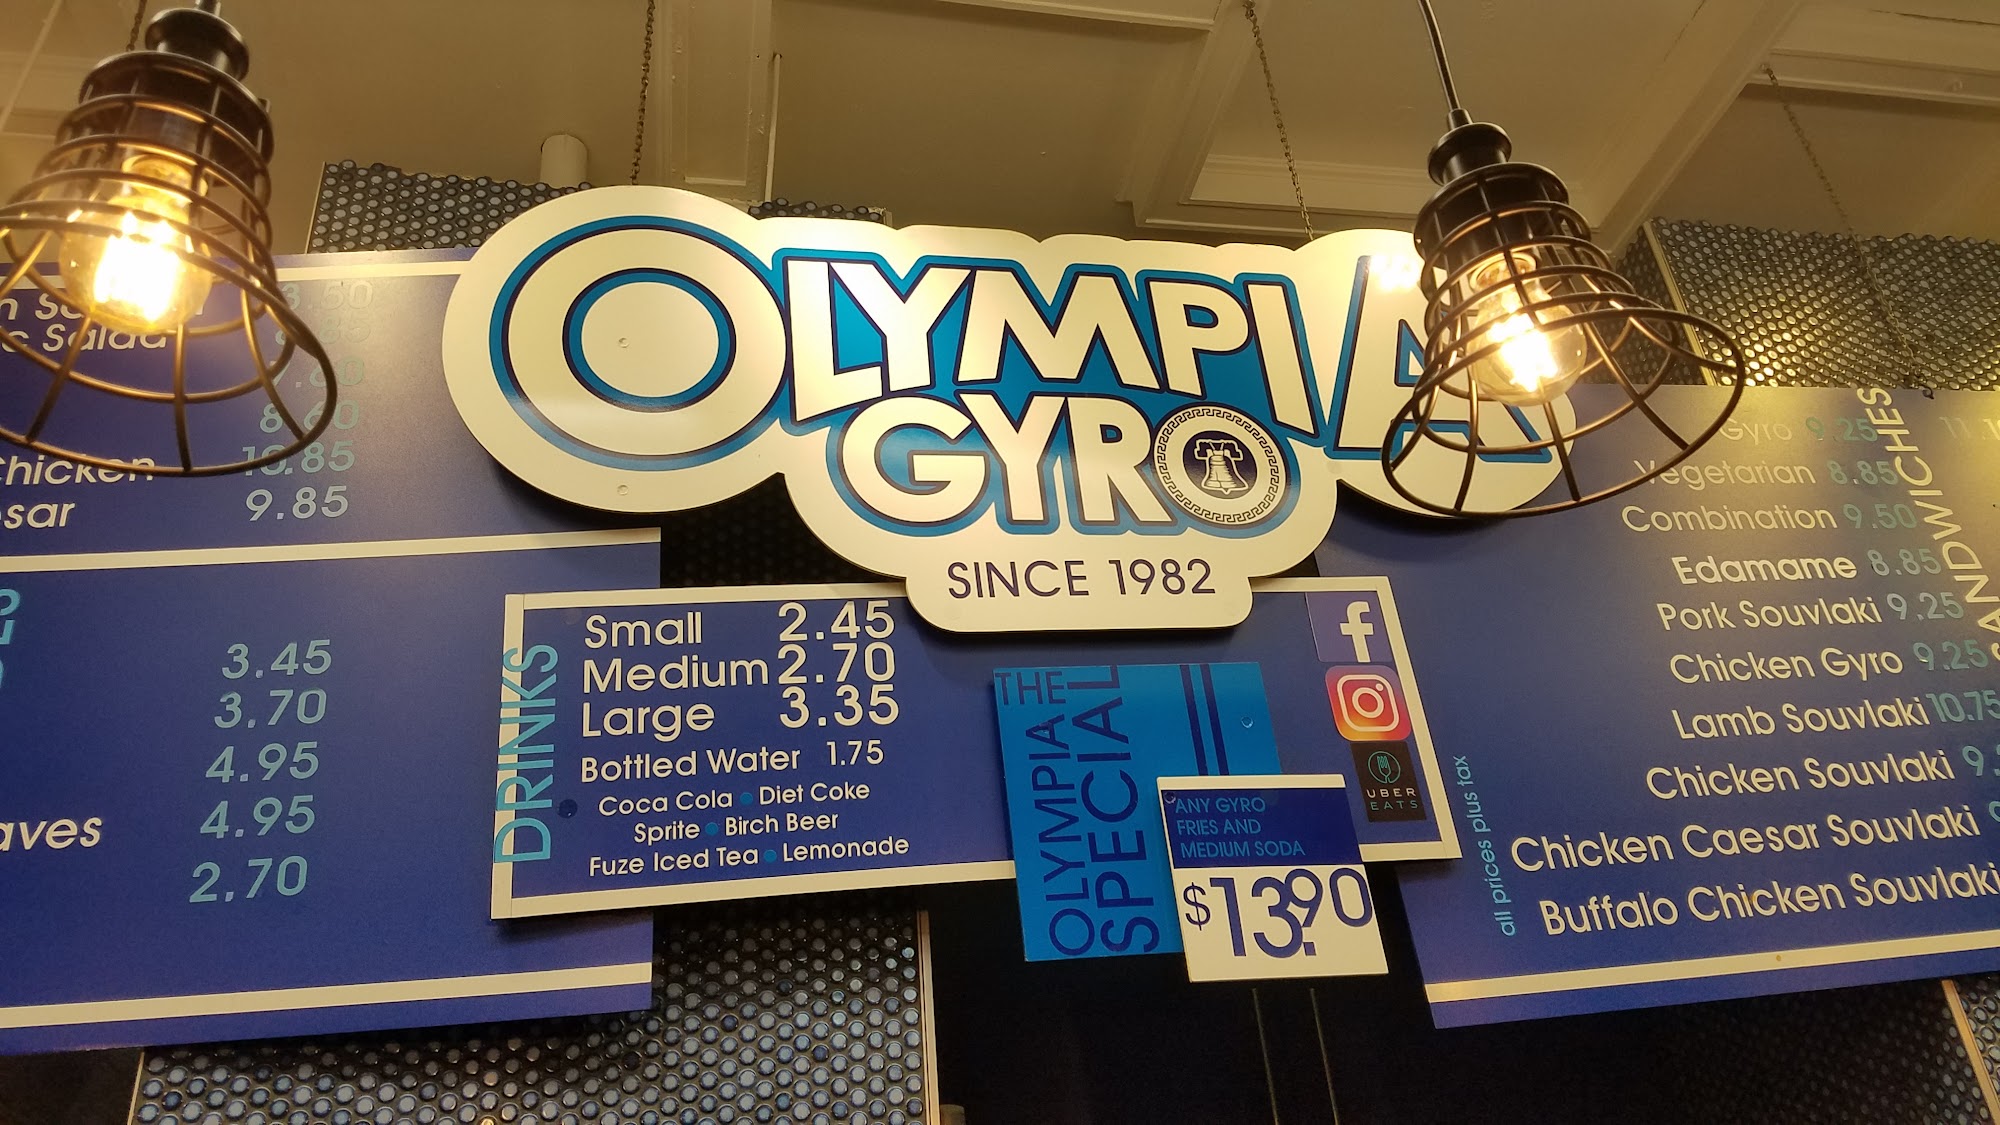 OLYMPIA
GYRO
SINCE 1982
Salad
3.50
8.60
Chicken 10.85
9.85
3.45
3.70
4.95
4.95
2.70
DRINKS
Small 2.45
Medium 2.70
Large 3.35
Bottled Water 1.75
Coca Cola • Diet Coke
Sprite • Birch Beer
Fuze Iced Tea • Lemonade
THE
OLYMPIA
SPECIAL
ANY GYRO
FRIES AND
MEDIUM SODA
$13.90
f
UBER
EATS
SANDWICHES
Gyro 9.25
Vegetarian 8.85
Combination 9.50
Edamame 8.85
Pork Souvlaki 9.25
Chicken Gyro 9.25
Lamb Souvlaki 10.75
Chicken Souvlaki
Chicken Caesar Souvlaki
Buffalo Chicken Souvlaki
all prices plus tax